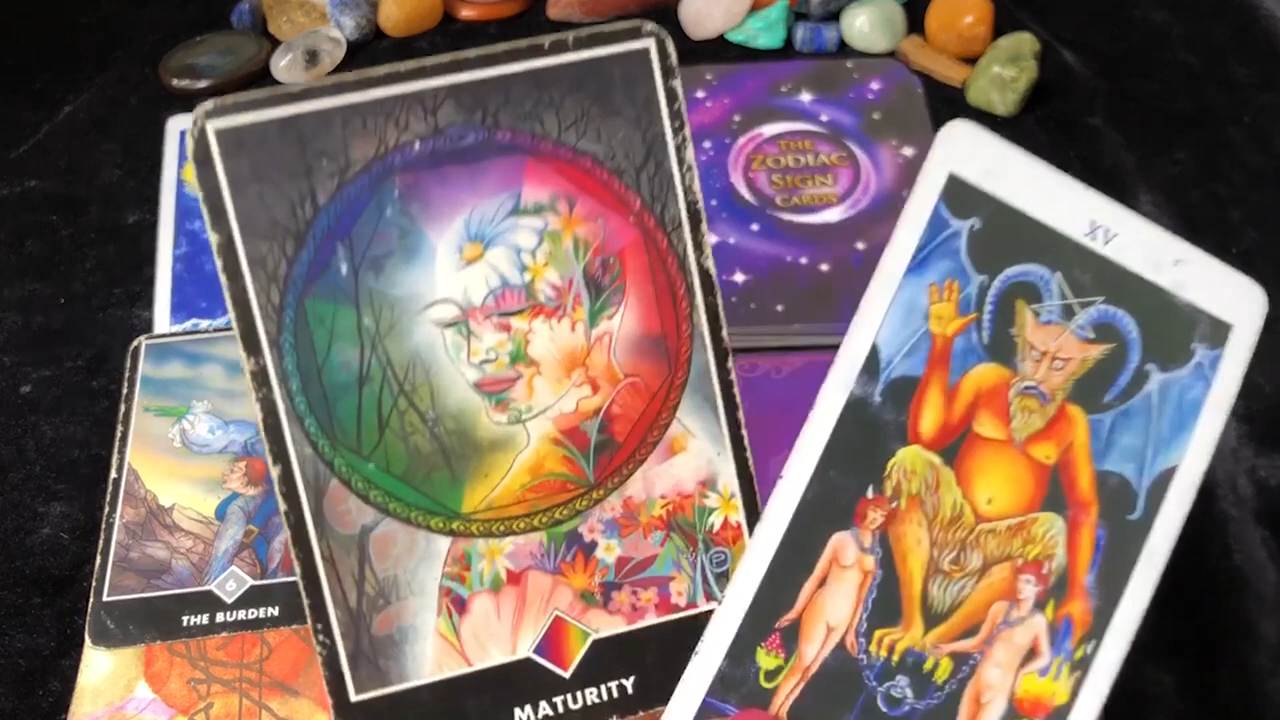 THE
ZODIAC
SIGN
CARDS
XV
6
THE BURDEN
MATURITY